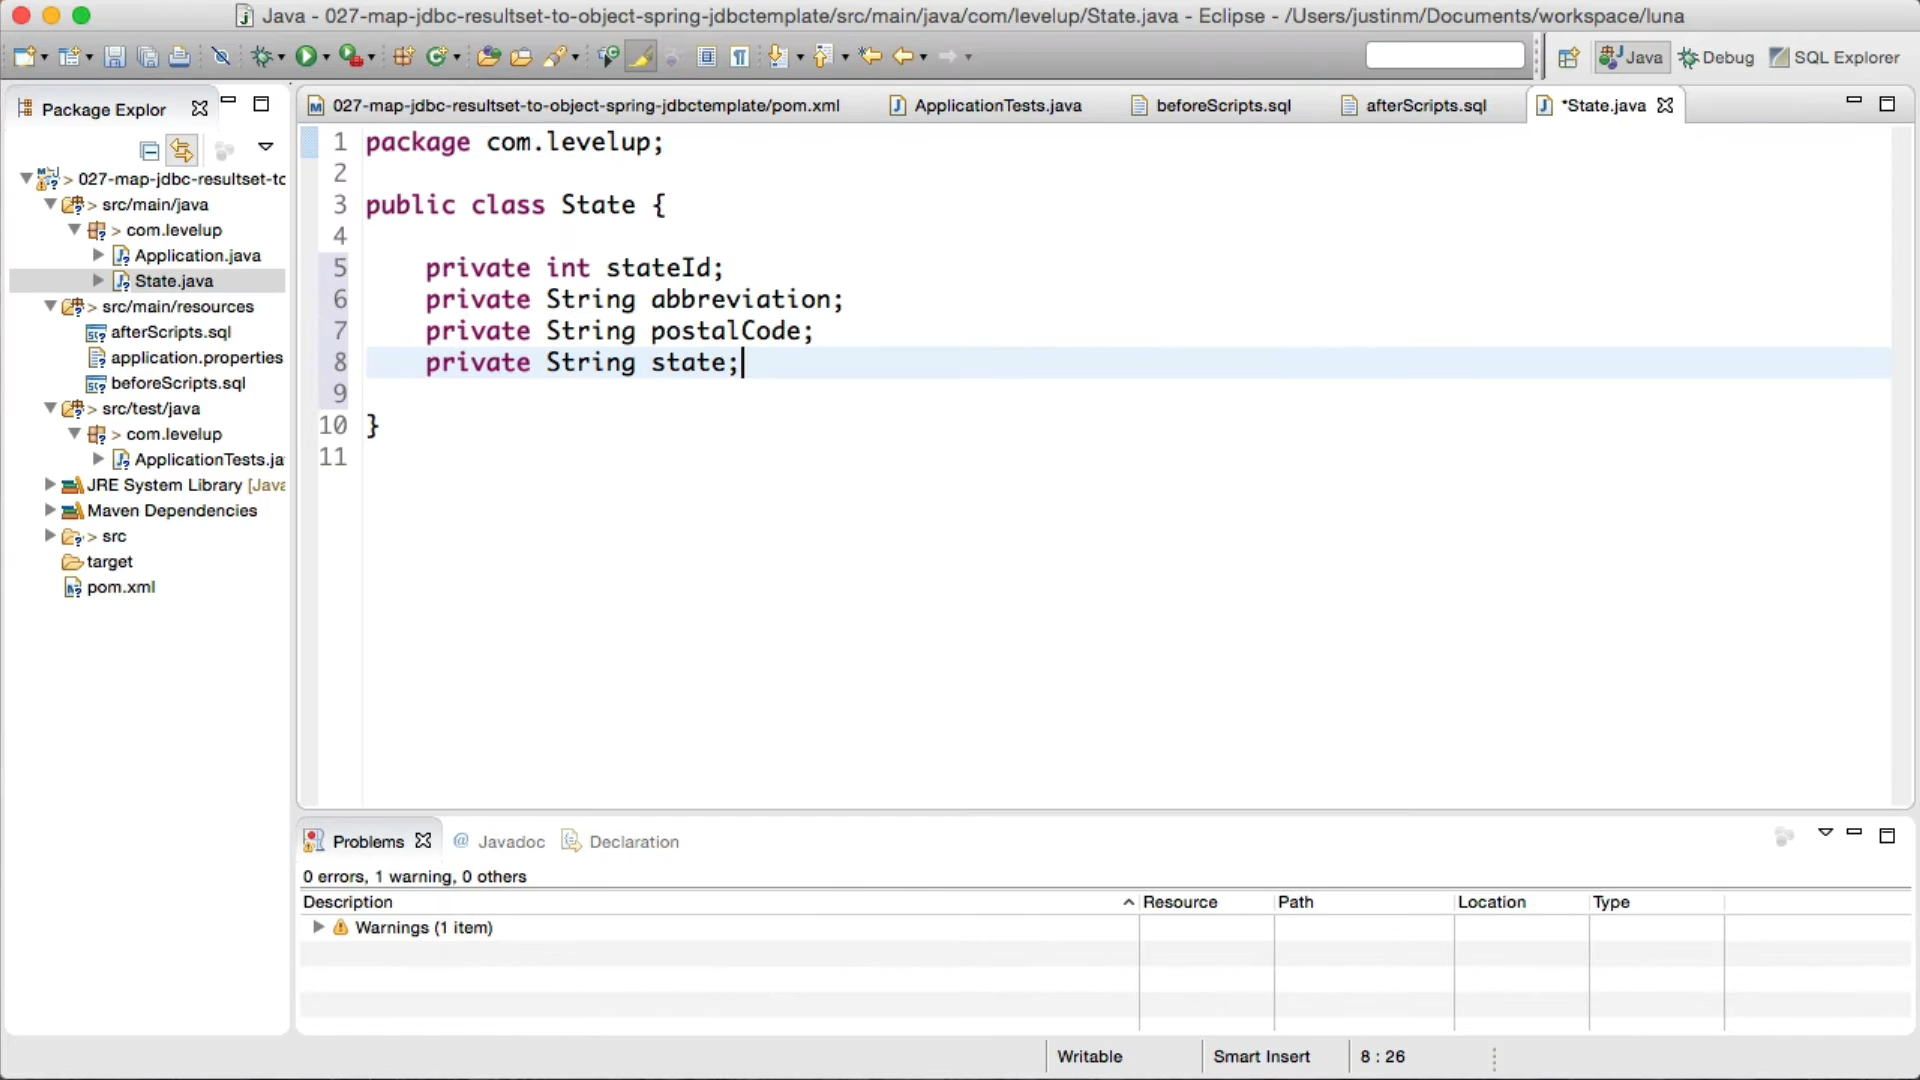 Java - 027-map-jdbc-resultset-to-object-spring-jdbctemplate/src/main/java/com/levelup/State.java - Eclipse - /Users/justinm/Documents/workspace/luna
Java
Debug
SQL Explorer
Package Explor
027-map-jdbc-resultset-to-object-spring-jdbctemplate/pom.xml
ApplicationTests.java
beforeScripts.sql
afterScripts.sql
*State.java
> 027-map-jdbc-resultset-to
> src/main/java
> com.levelup
Application.java
State.java
> src/main/resources
afterScripts.sql
application.properties
beforeScripts.sql
> src/test/java
> com.levelup
ApplicationTests.ja
JRE System Library [Java
Maven Dependencies
> src
target
pom.xml
1 package com.levelup;
2
3 public class State {
4
5 private int stateId;
6 private String abbreviation;
7 private String postalCode;
8 private String state;
9
10 }
11
Problems
@ Javadoc
Declaration
0 errors, 1 warning, 0 others
Description Resource Path Location Type
Warnings (1 item)
Writable Smart Insert 8 : 26